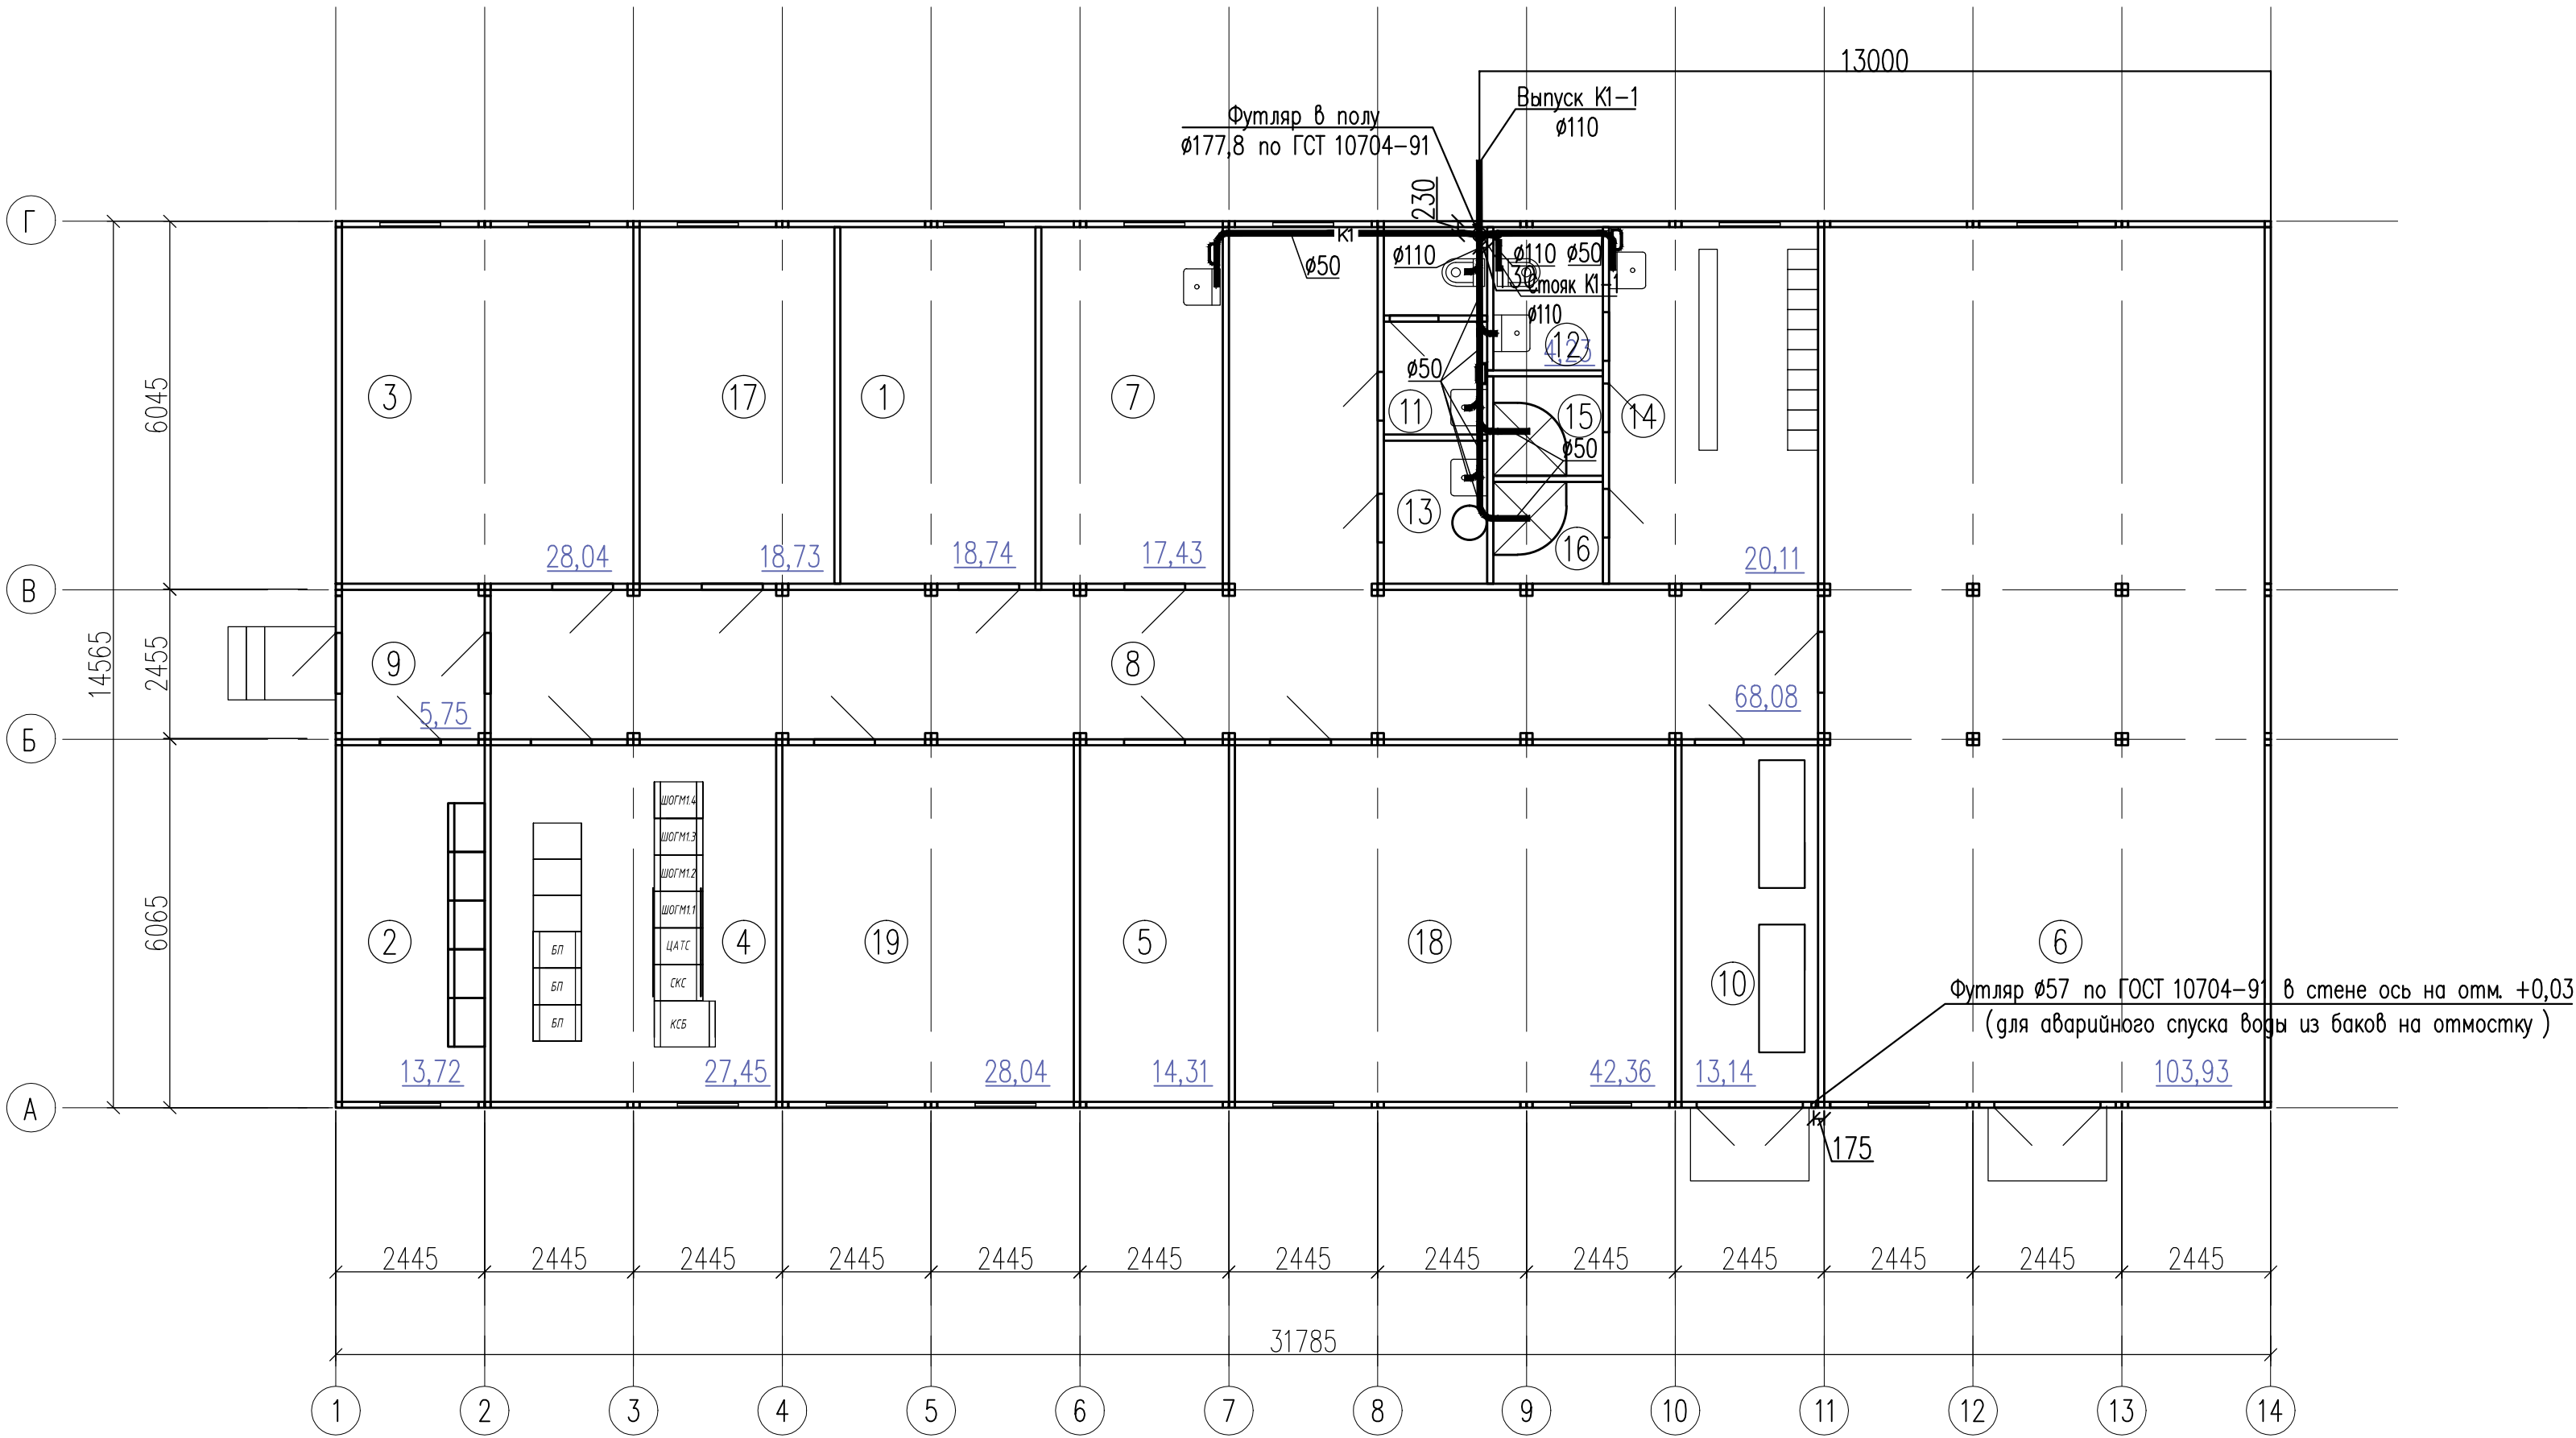 13000
Выпуск К1-1
ø110
Футляр в полу
ø177,8 по ГСТ 10704-91
230
Г
К1
ø50
ø110
ø110
ø50
130
Стояк К1-1
ø110
12
4,23
ø50
3
17
1
7
11
15
14
ø50
13
16
6045
28,04
18,73
18,74
17,43
20,11
В
14565
2455
9
8
5,75
68,08
Б
ШОГМ1.4
ШОГМ1.3
ШОГМ1.2
ШОГМ1.1
6065
2
БП
ЦАТС
4
19
5
18
6
БП
СКС
10
Футляр ø57 по ГОСТ 10704-91 в стене ось на отм. +0,03
БП
КСБ
(для аварийного спуска воды из баков на отмостку )
13,72
27,45
28,04
14,31
42,36
13,14
103,93
А
175
2445
2445
2445
2445
2445
2445
2445
2445
2445
2445
2445
2445
2445
31785
1
2
3
4
5
6
7
8
9
10
11
12
13
14